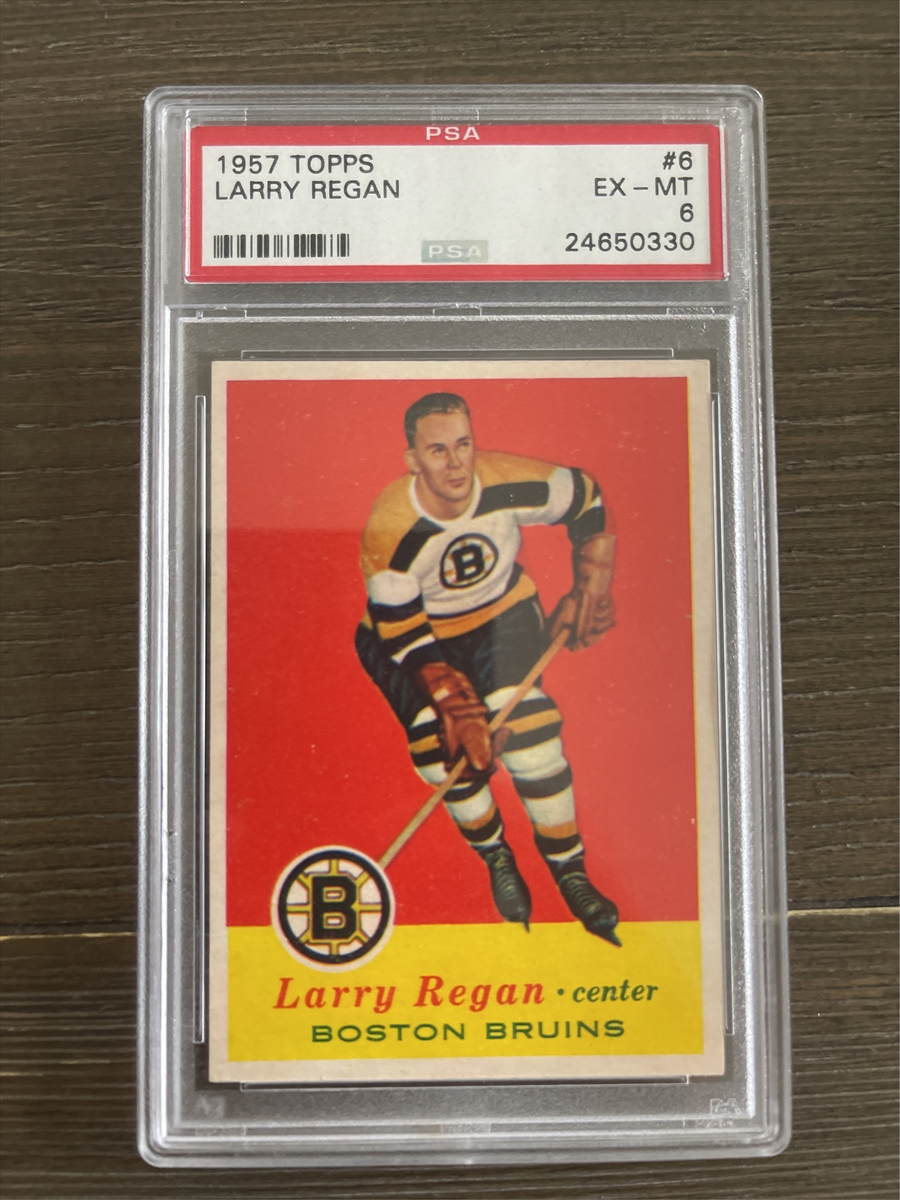 PSA
1957 TOPPS #6
LARRY REGAN EX - MT
6
PSA 24650330
B
B
Larry Regan · center
BOSTON BRUINS